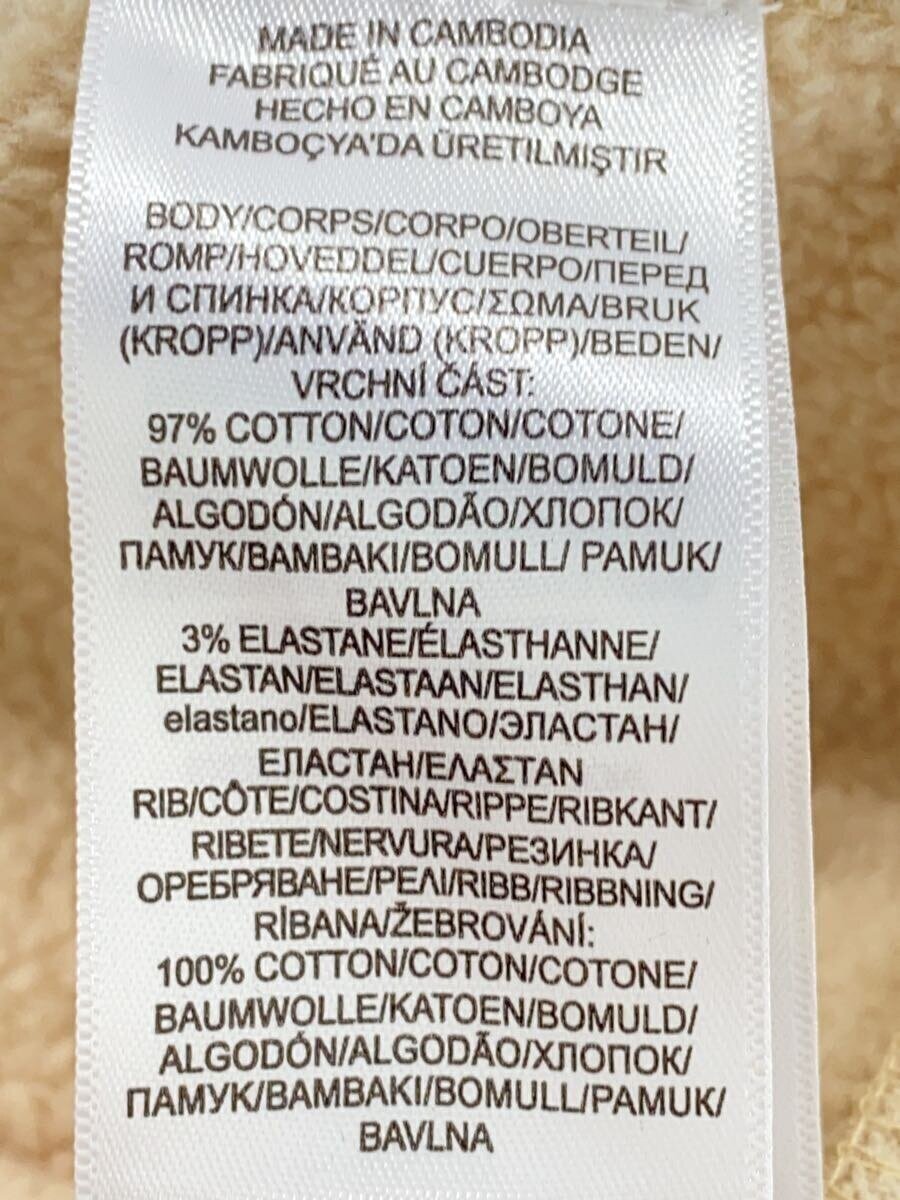 MADE IN CAMBODIA
FABRIQUÉ AU CAMBODGE
HECHO EN CAMBOYA
KAMBOÇYA'DA ÜRETILMIŞTIR
BODY/CORPS/CORPO/OBERTEIL/
ROMP/HOVEDDEL/CUERPO/ПЕРЕД
И СПИНКА/КОРПУС/ΣΩΜΑ/BRUK
(KROPP)/ANVÄND (KROPP)/BEDEN/
VRCHNÍ ČÁST:
97% COTTON/COTON/COTONE/
BAUMWOLLE/KATOEN/BOMULD/
ALGODÓN/ALGODÃO/ХЛОПОК/
ПАМУК/BAMBAKI/BOMULL/ PAMUK/
BAVLNA
3% ELASTANE/ÉLASTHANNE/
ELASTAN/ELASTAAN/ELASTHAN/
elastano/ELASTANO/ЭЛАСТАН/
ЕЛАСТАН/ΕΛΑΣΤΑΝ
RIB/CÔTE/COSTINA/RIPPE/RIBKANT/
RIBETE/NERVURA/РЕЗИНКА/
ОРЕБРЯВАНЕ/ΡΕΛΙ/RIBB/RIBBNING/
RİBANA/ŽEBROVÁNÍ:
100% COTTON/COTON/COTONE/
BAUMWOLLE/KATOEN/BOMULD/
ALGODÓN/ALGODÃO/ХЛОПОК/
ПАМУК/BAMBAKI/BOMULL/PAMUK/
BAVLNA